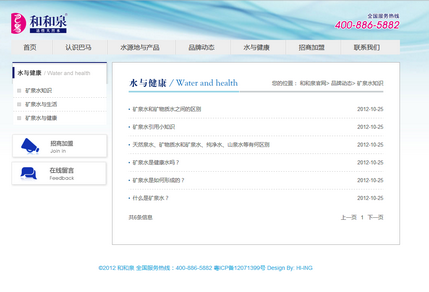 和和泉
活性天然水
全国服务热线
400-886-5882
首页 认识巴马 水源地与产品 品牌动态 水与健康 招商加盟 联系我们
水与健康 / Water and health
矿泉水知识
矿泉水与生活
矿泉水与健康
招商加盟
Join in
在线留言
Feedback
水与健康 / Water and health
您的位置： 和和泉官网> 品牌动态> 矿泉水知识
矿泉水和矿物质水之间的区别 2012-10-25
矿泉水引用小知识 2012-10-25
天然泉水、矿物质水和矿泉水、纯净水、山泉水等有何区别 2012-10-25
矿泉水是健康水吗？ 2012-10-25
矿泉水是如何形成的？ 2012-10-25
什么是矿泉水？ 2012-10-25
共6条信息 上一页 1 下一页
©2012 和和泉 全国服务热线：400-886-5882 粤ICP备12071399号 Design By: Hi-ING